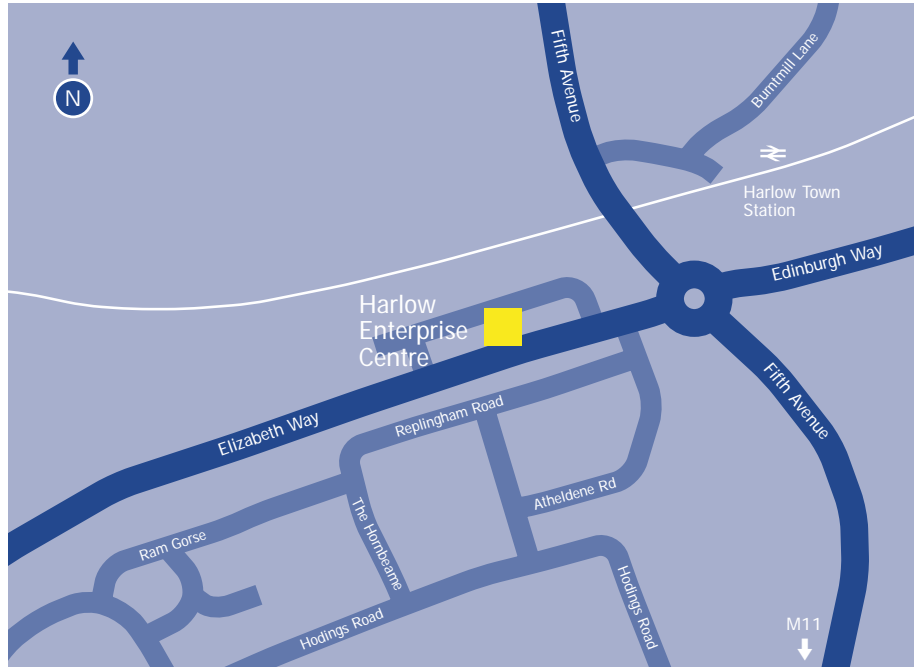 N
Fifth Avenue
Burntmill Lane
Harlow Town
Station
Edinburgh Way
Harlow
Enterprise
Centre
Fifth Avenue
Replingham Road
Elizabeth Way
Atheldene Rd
The Hornbeame
Ram Gorse
Hodings Road
Hodings Road
M11